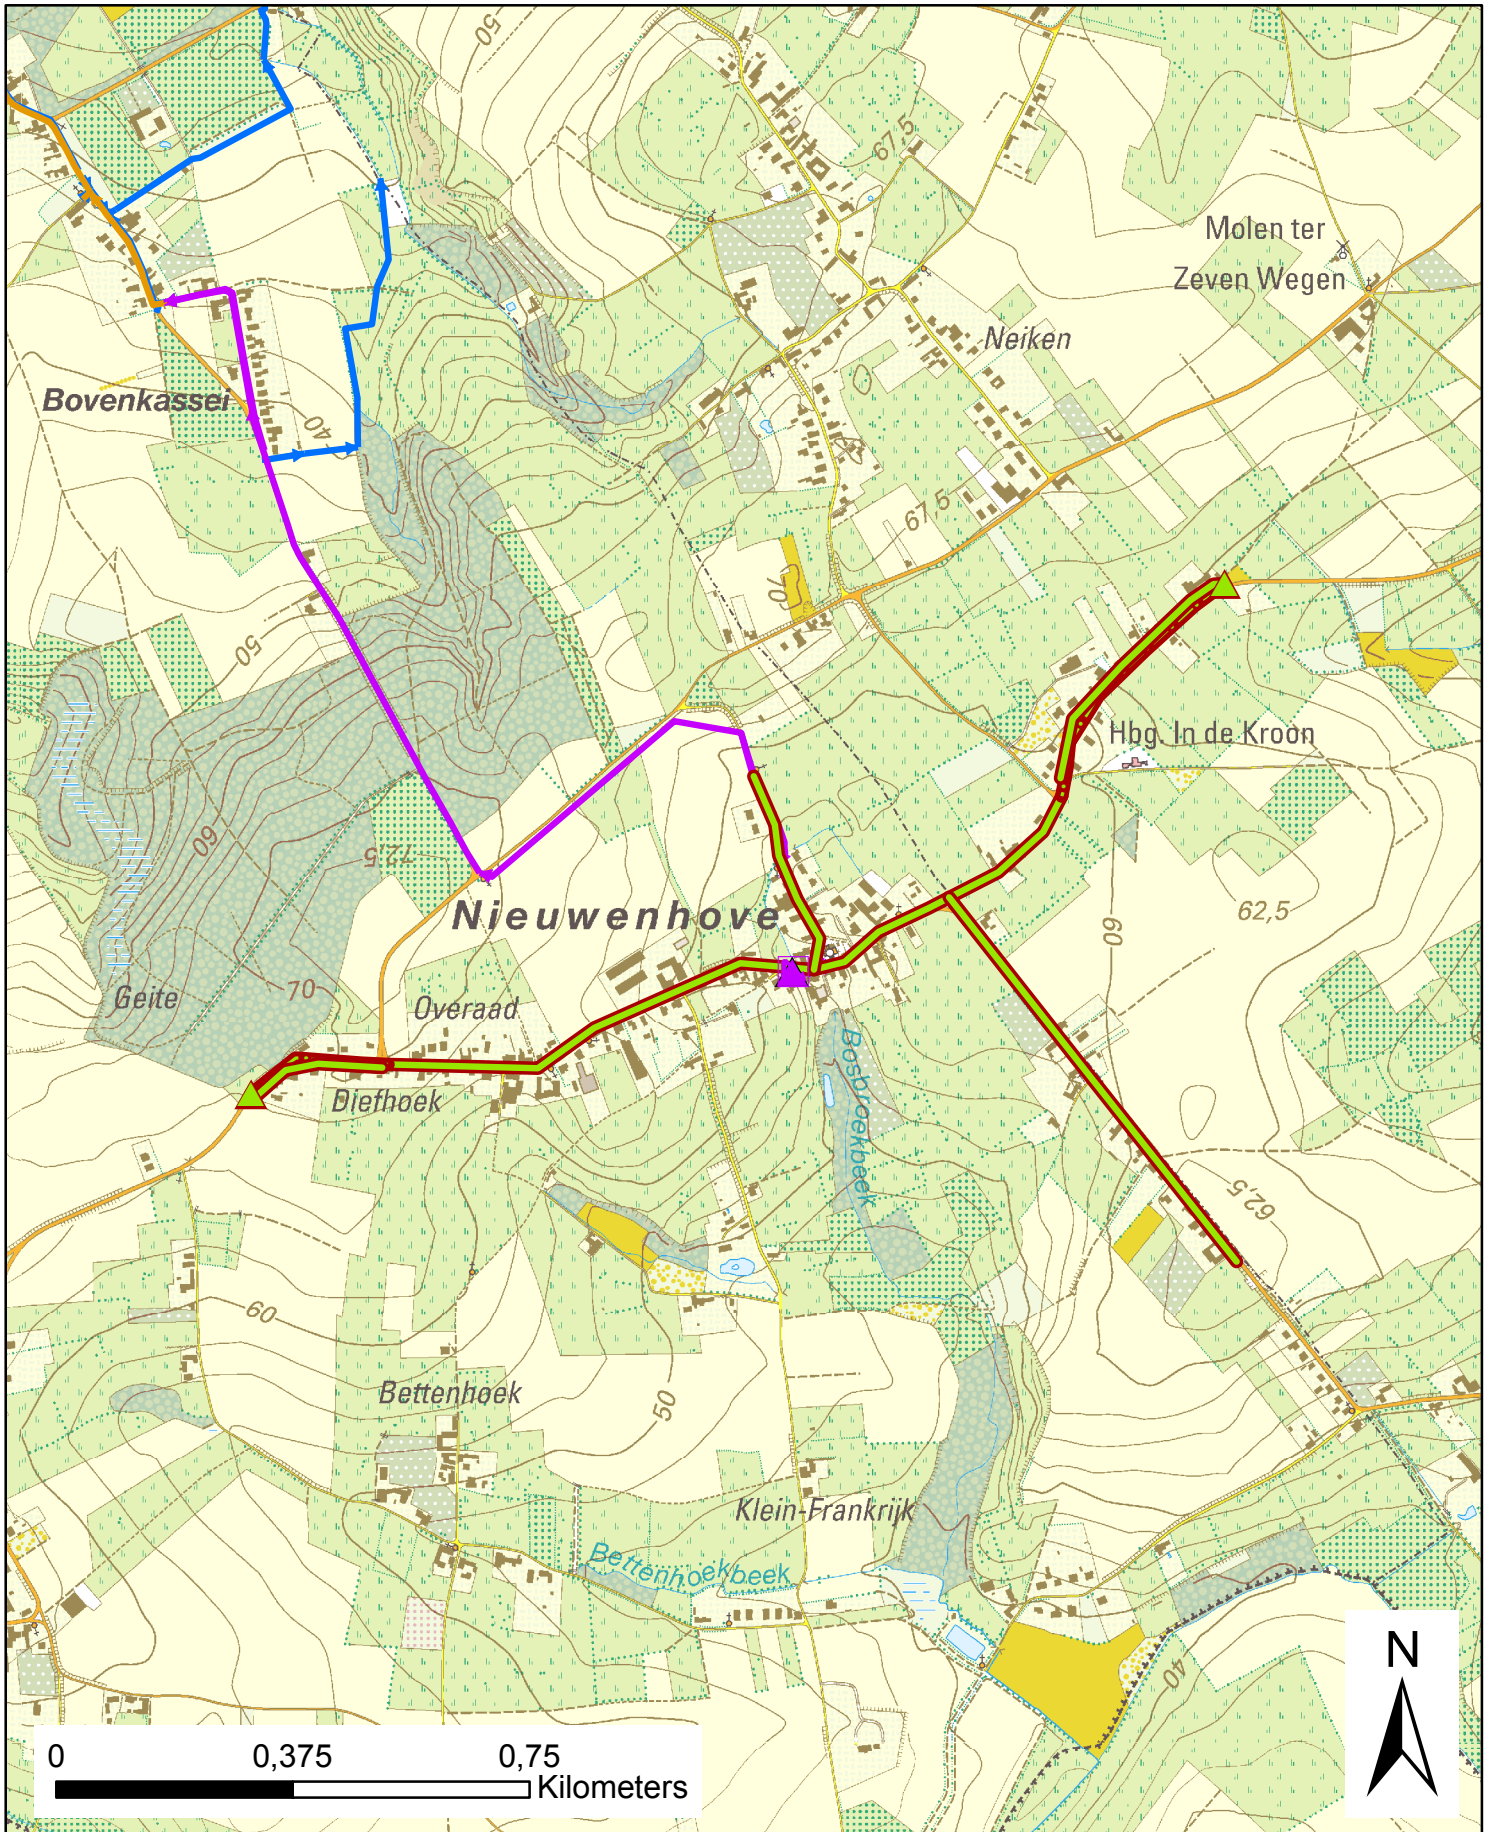 50
67,5
Molen ter
Zeven Wegen
Neiken
Bovenkassei
40
67,5
70
50
Hbg. In de Kroon
60
72,5
Nieuwenhove
62,5
60
Geite
70
Overaad
Diefhoek
Bosbroekbeek
62,5
60
Bettenhoek
50
Klein-Frankrijk
Bettenhoekbeek
40
N
0 0,375 0,75
Kilometers